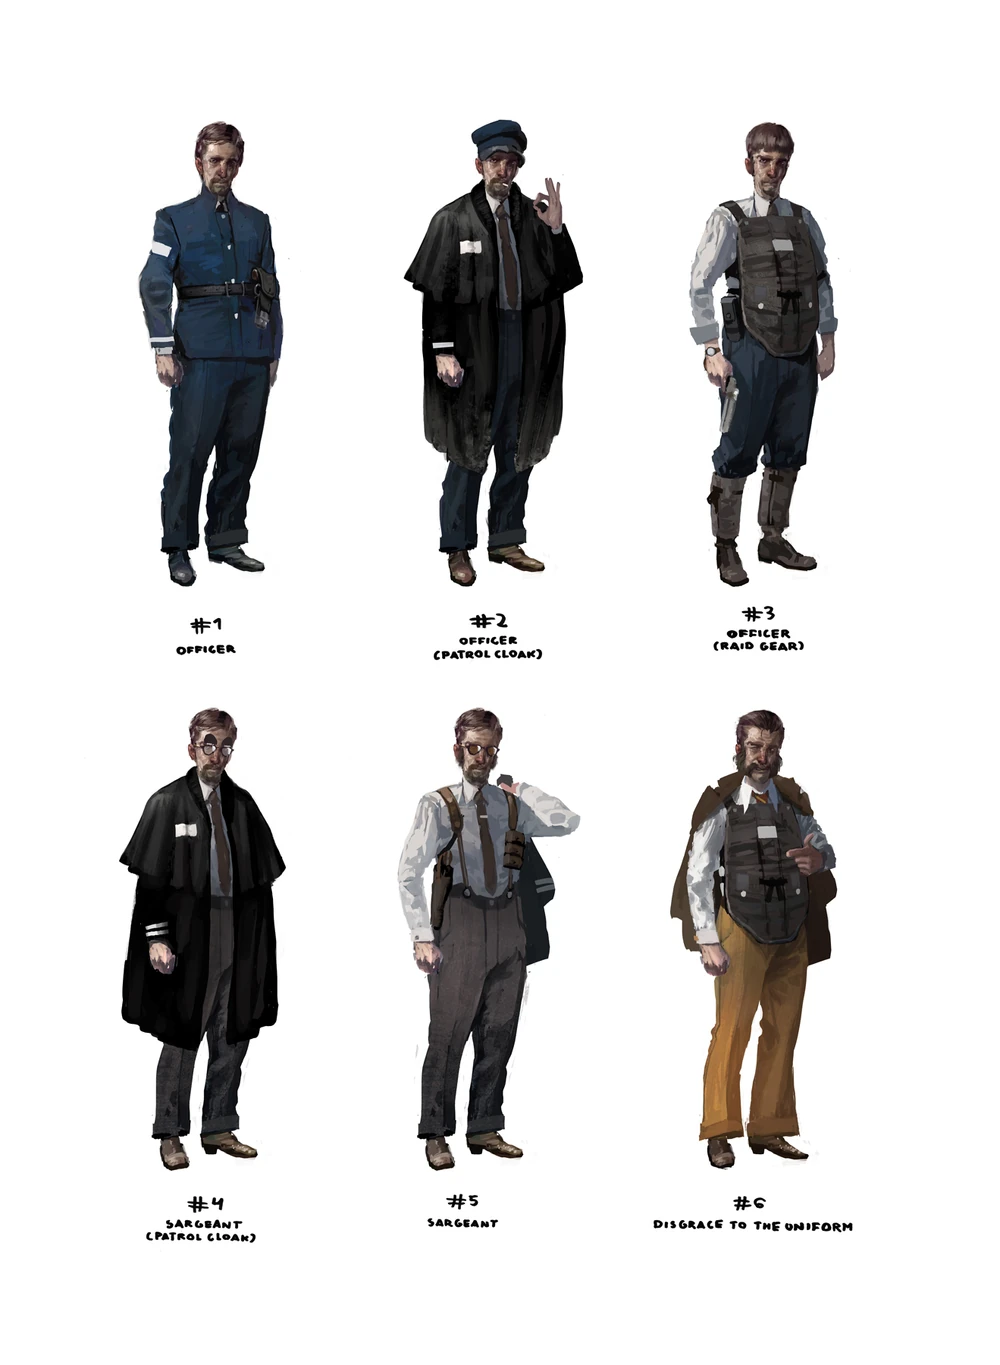 #1
OFFICER
#2
OFFICER
(PATROL CLOAK)
#3
OFFICER
(RAID GEAR)
#4
SARGEANT
(PATROL CLOAK)
#5
SARGEANT
#6
DISGRACE TO THE UNIFORM